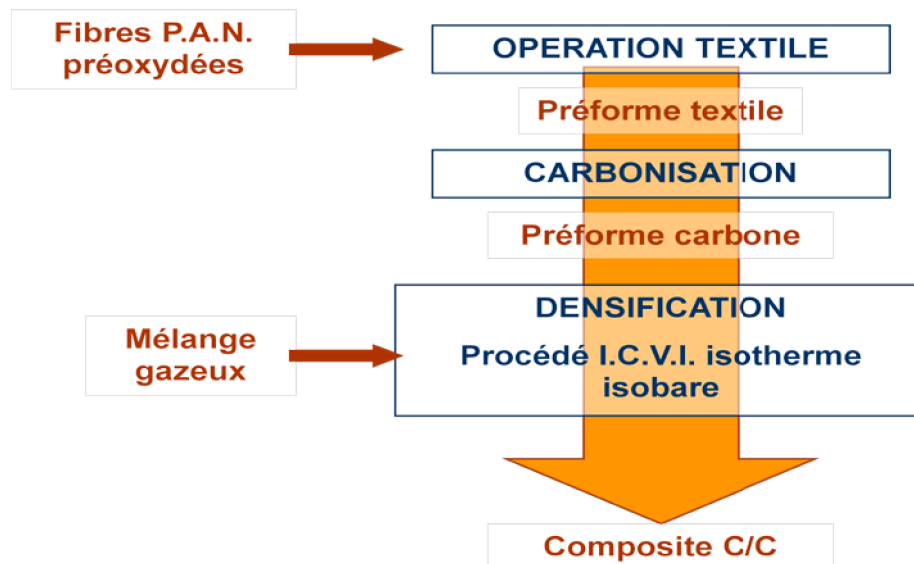 Fibres P.A.N.
préoxydées
OPERATION TEXTILE
Préforme textile
CARBONISATION
Préforme carbone
Mélange
gazeux
DENSIFICATION
Procédé I.C.V.I. isotherme
isobare
Composite C/C